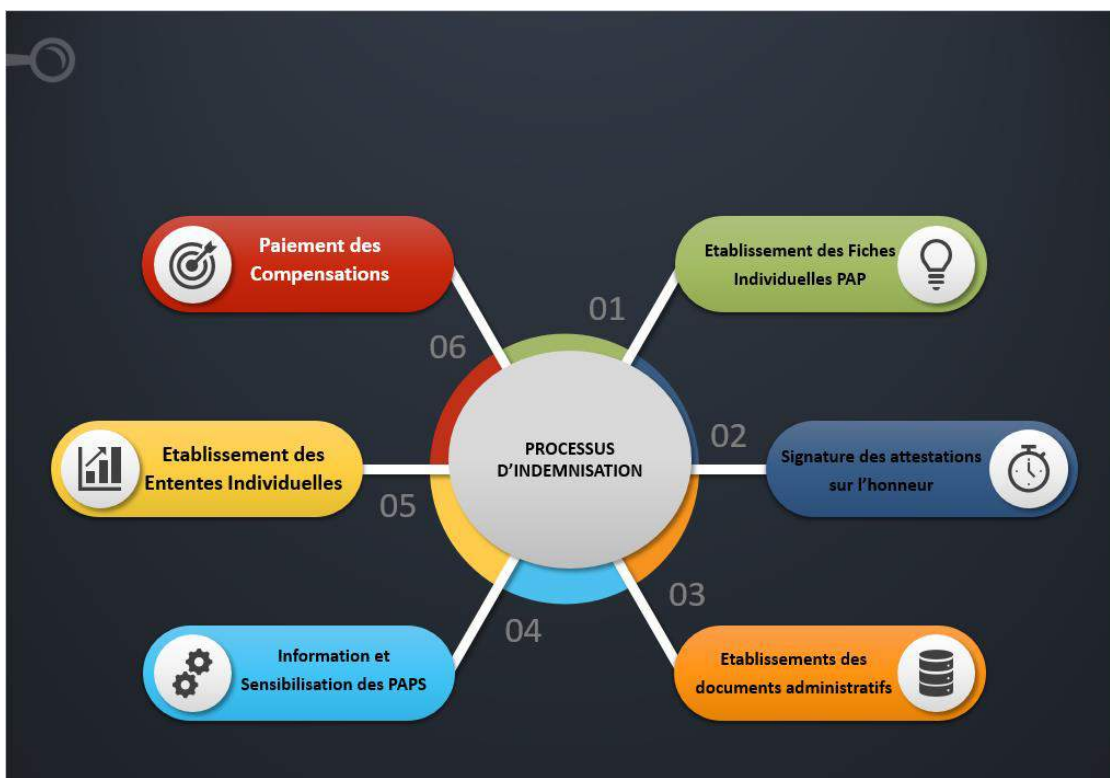 PROCESSUS
D'INDEMNISATION
01
Etablissement des Fiches
Individuelles PAP
02
Signature des attestations
sur l'honneur
03
Etablissements des
documents administratifs
04
Information et
Sensibilisation des PAPS
05
Etablissement des
Ententes Individuelles
06
Paiement des
Compensations